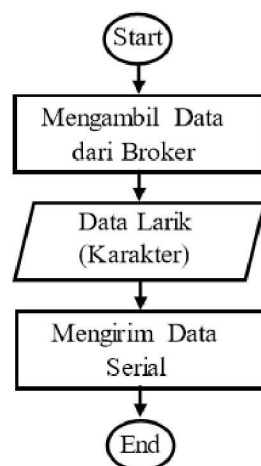 Start
Mengambil Data
dari Broker
Data Larik
(Karakter)
Mengirim Data
Serial
End